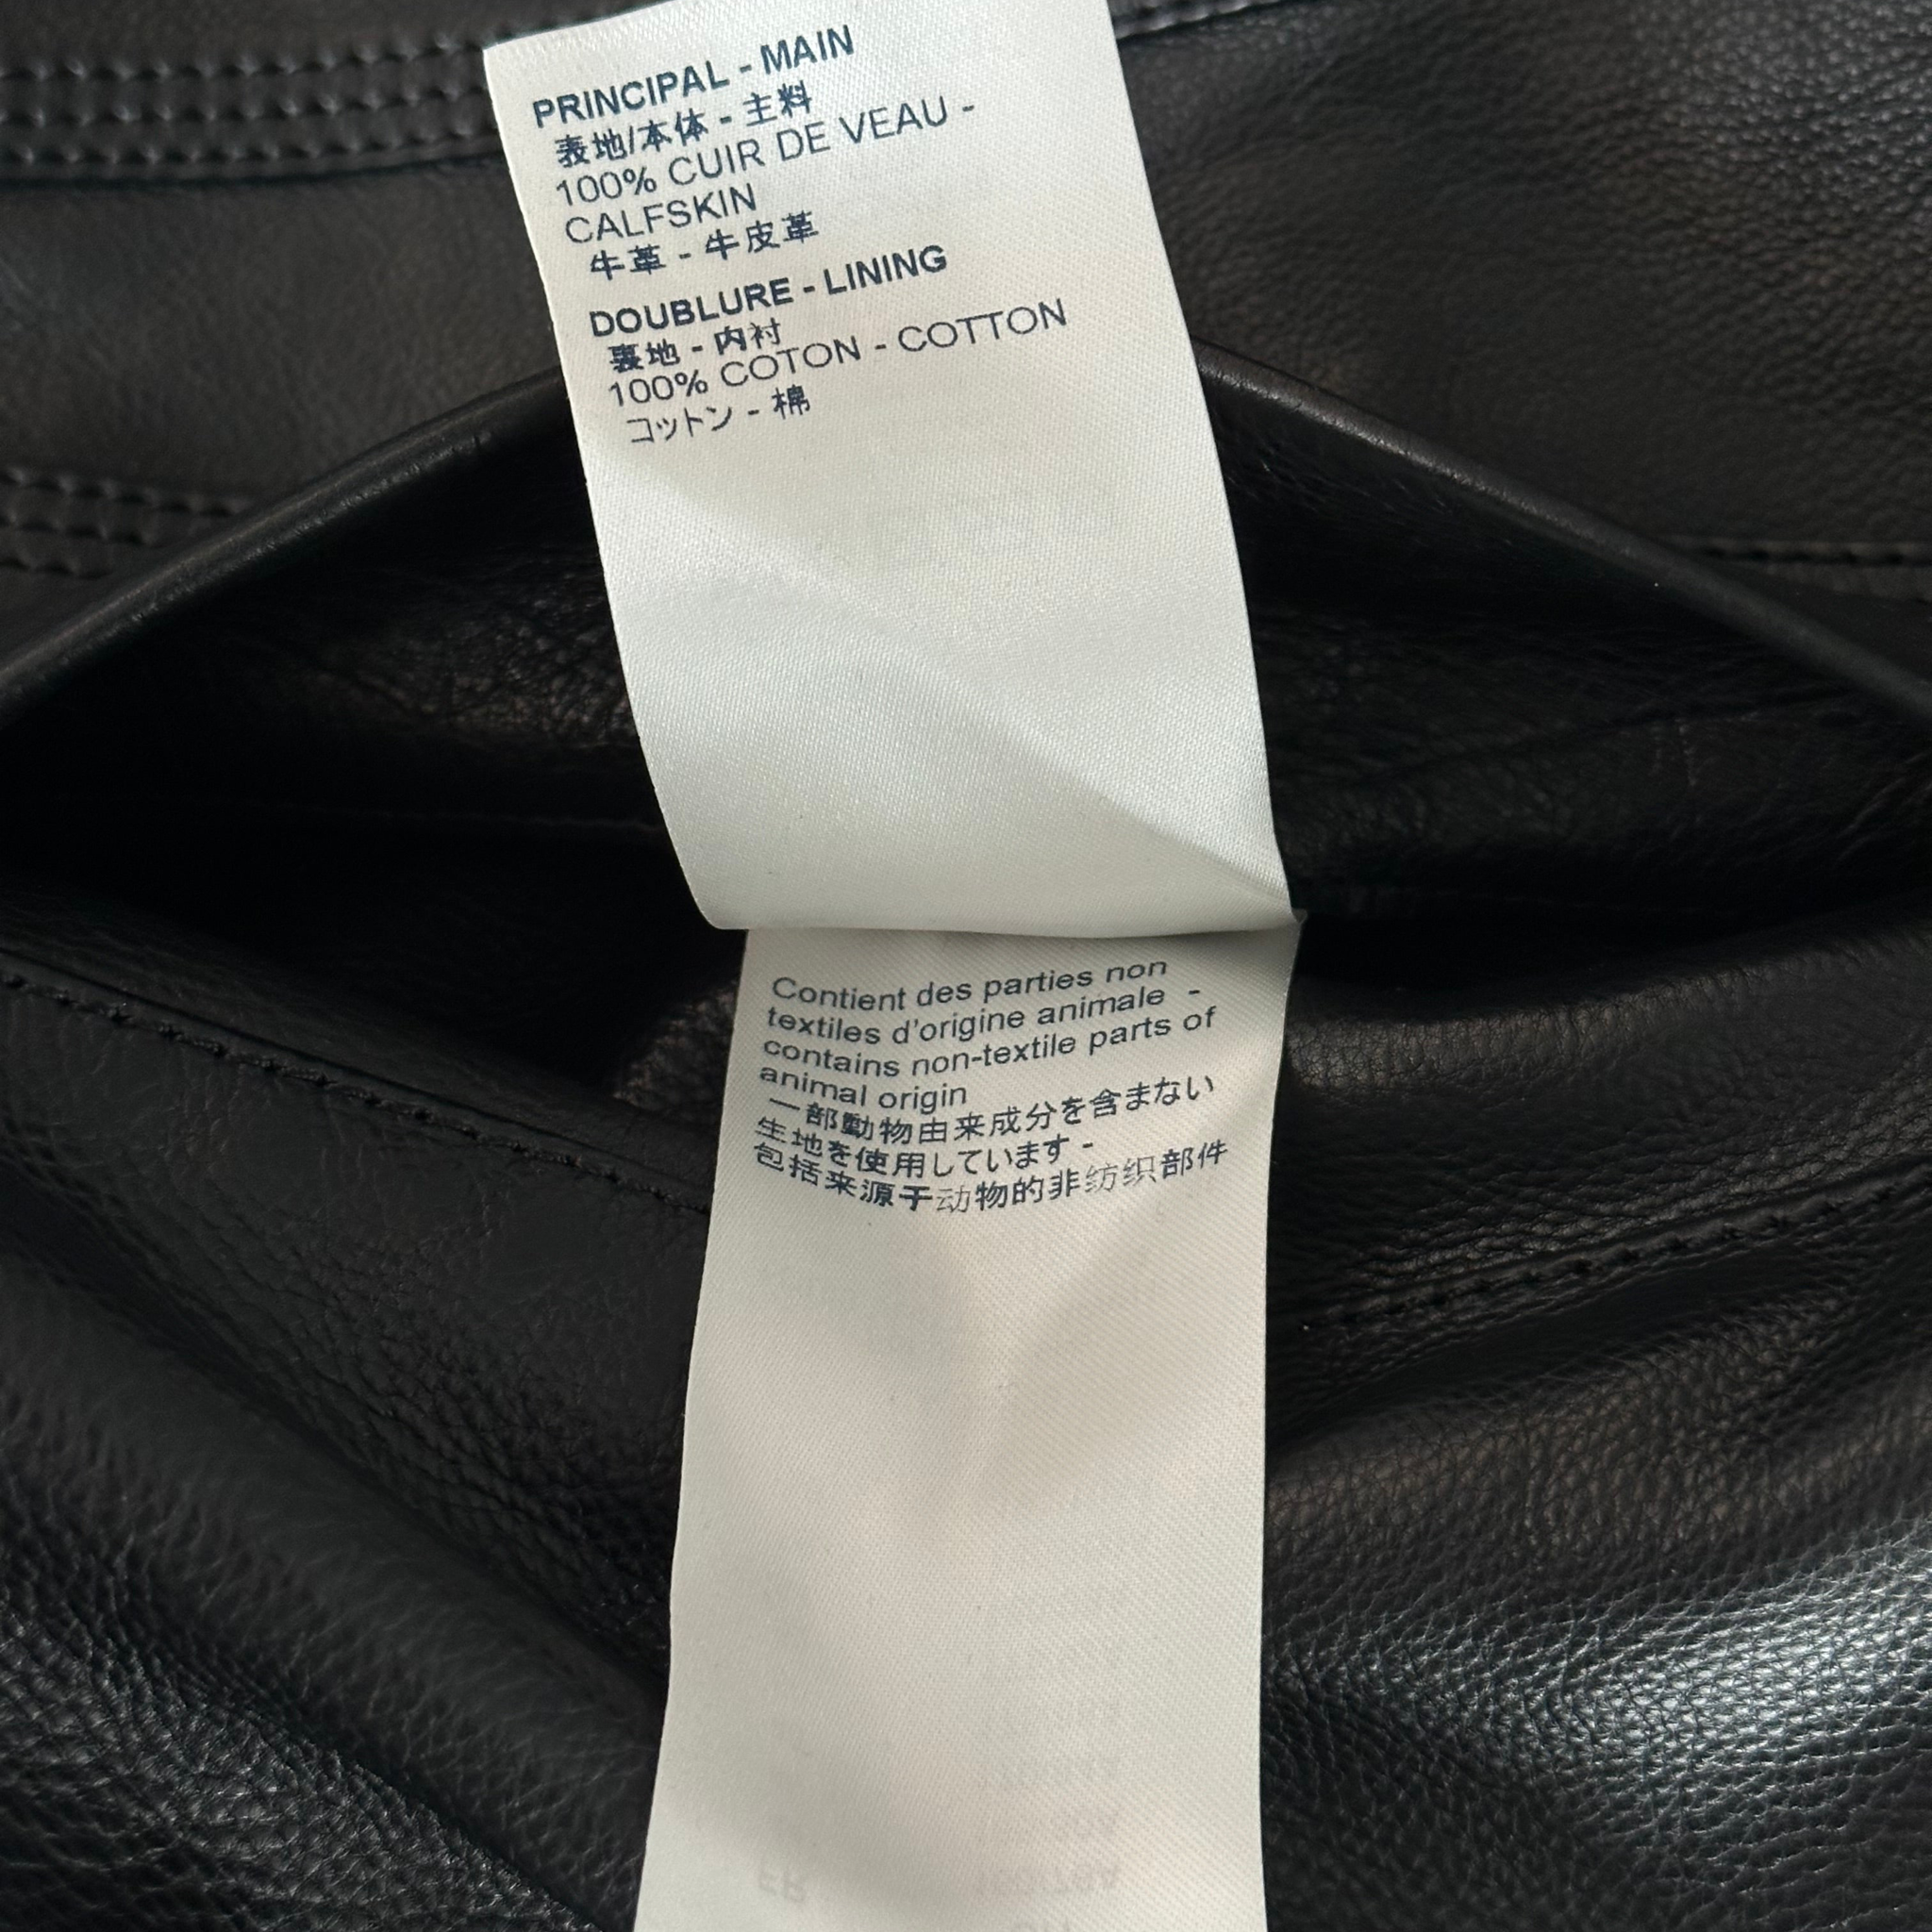 PRINCIPAL - MAIN
表地/本体 - 主料
100% CUIR DE VEAU -
CALFSKIN
牛革 - 牛皮革
DOUBLURE - LINING
裏地 - 内衬
100% COTON - COTTON
コットン - 棉
Contient des parties non
textiles d'origine animale -
contains non-textile parts of
animal origin
一部動物由来成分を含まない
生地を使用しています -
包括来源于动物的非纺织部件